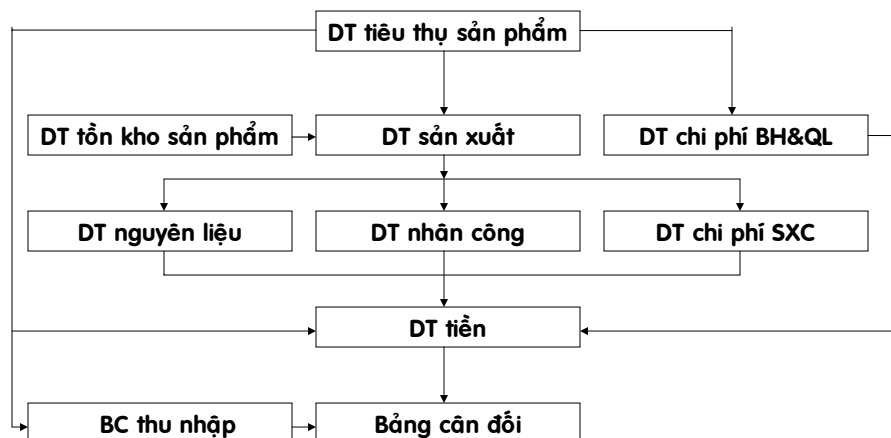 DT tiêu thụ sản phẩm
DT tồn kho sản phẩm
DT sản xuất
DT chi phí BH&QL
DT nguyên liệu
DT nhân công
DT chi phí SXC
DT tiền
BC thu nhập
Bảng cân đối